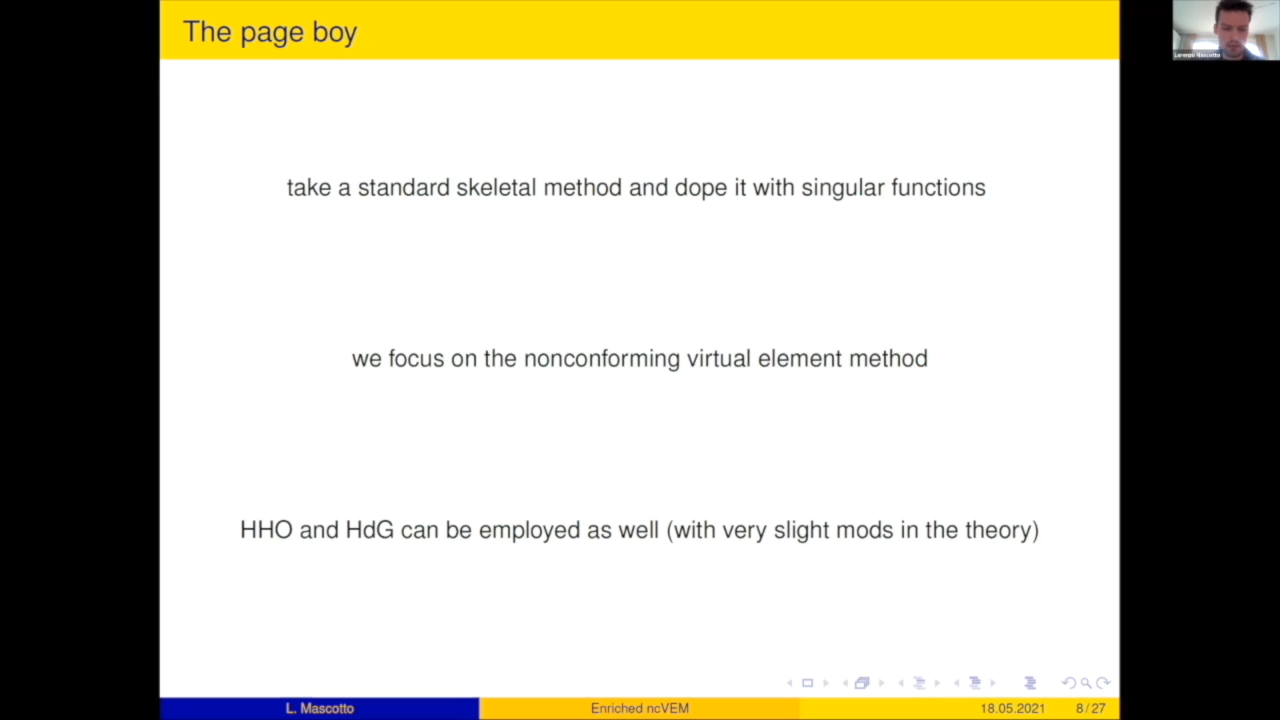 The page boy
Lorenzo Mascotto
take a standard skeletal method and dope it with singular functions
we focus on the nonconforming virtual element method
HHO and HdG can be employed as well (with very slight mods in the theory)
L. Mascotto Enriched ncVEM 18.05.2021 8 / 27